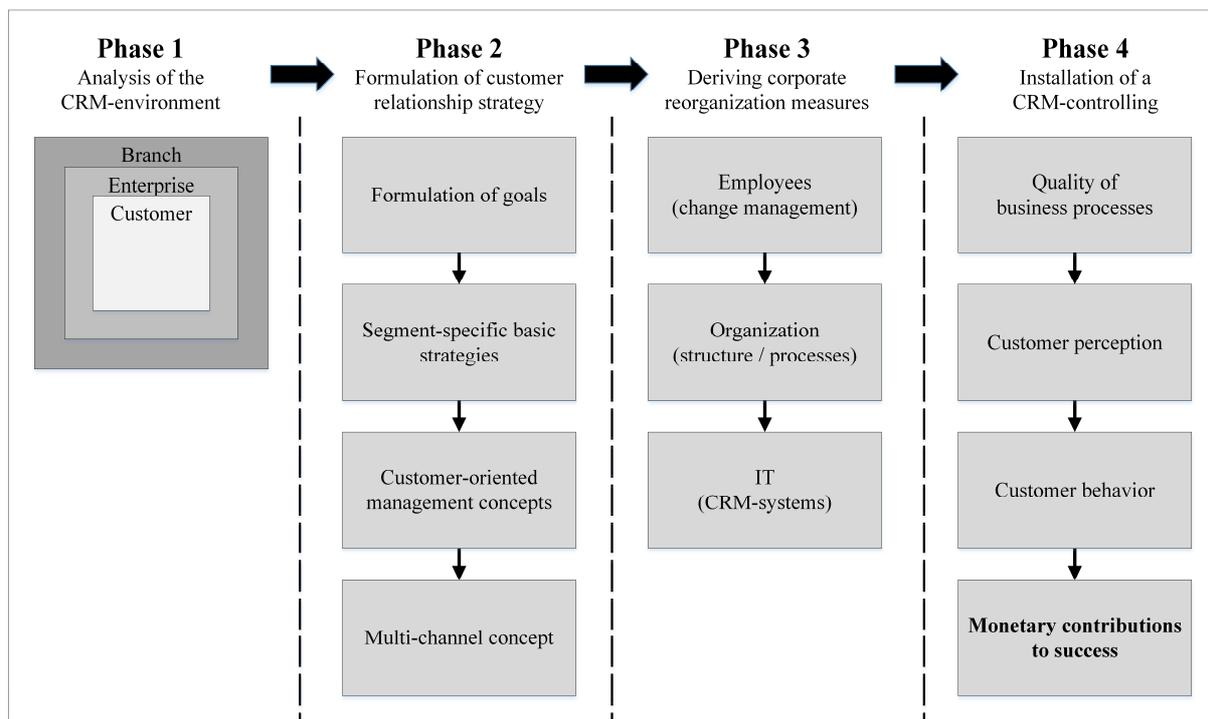 Phase 1
Analysis of the
CRM-environment
Branch
Enterprise
Customer
Phase 2
Formulation of customer
relationship strategy
Formulation of goals
Segment-specific basic
strategies
Customer-oriented
management concepts
Multi-channel concept
Phase 3
Deriving corporate
reorganization measures
Employees
(change management)
Organization
(structure / processes)
IT
(CRM-systems)
Phase 4
Installation of a
CRM-controlling
Quality of
business processes
Customer perception
Customer behavior
Monetary contributions
to success